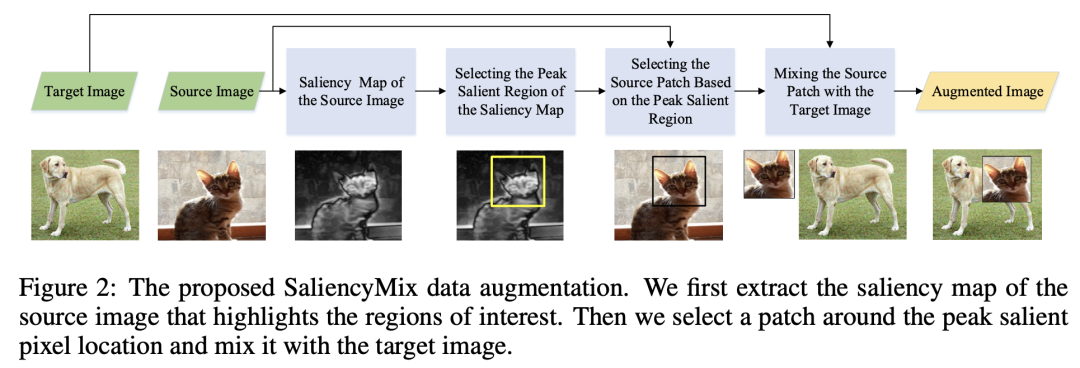 Target Image
Source Image
Saliency Map of
the Source Image
Selecting the Peak
Salient Region of
the Saliency Map
Selecting the
Source Patch Based
on the Peak Salient
Region
Mixing the Source
Patch with the
Target Image
Augmented Image
Figure 2: The proposed SaliencyMix data augmentation. We first extract the saliency map of the
source image that highlights the regions of interest. Then we select a patch around the peak salient
pixel location and mix it with the target image.